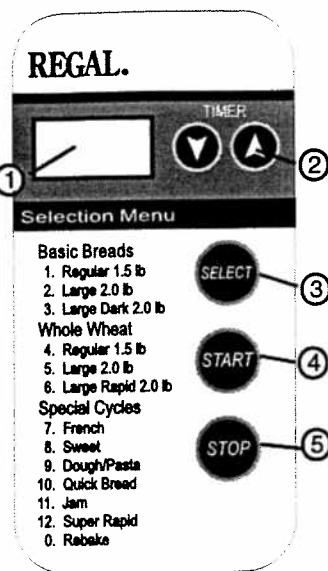 REGAL.
TIMER
1
2
Selection Menu
Basic Breads
1. Regular 1.5 lb
2. Large 2.0 lb
3. Large Dark 2.0 lb
Whole Wheat
4. Regular 1.5 lb
5. Large 2.0 lb
6. Large Rapid 2.0 lb
Special Cycles
7. French
8. Sweet
9. Dough/Pasta
10. Quick Bread
11. Jam
12. Super Rapid
0. Rebake
SELECT
3
START
4
STOP
5